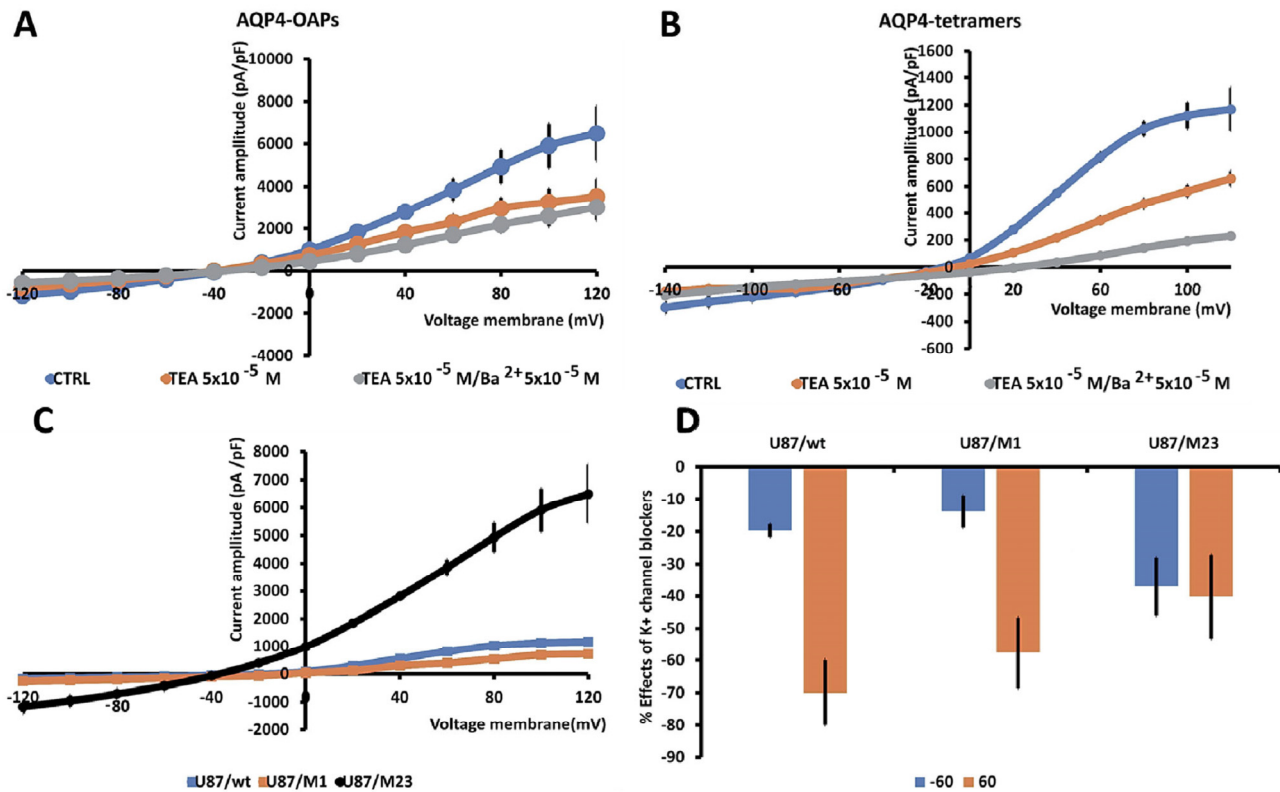 A
AQP4-OAPs
Current ampllitude (pA/pF)
10000
8000
6000
4000
2000
0
-2000
-4000
-120 -80 -40 0 40 80 120
Voltage membrane (mV)
CTRL TEA 5x10 -5 M TEA 5x10 -5 M/Ba 2+ 5x10 -5 M
B
AQP4-tetramers
Current ampllitude (pA/pF)
1600
1400
1200
1000
800
600
400
200
0
-200
-400
-600
-140 -100 -60 -20 20 60 100
Voltage membrane (mV)
CTRL TEA 5x10 -5 M TEA 5x10 -5 M/Ba 2+ 5x10 -5 M
C
Current ampllitude (pA /pF)
8000
7000
6000
5000
4000
3000
2000
1000
0
-1000
-2000
-120 -80 -40 0 40 80 120
Voltage membrane(mV)
U87/wt U87/M1 U87/M23
D
U87/wt U87/M1 U87/M23
% Effects of K+ channel blockers
0
-10
-20
-30
-40
-50
-60
-70
-80
-90
-60 60